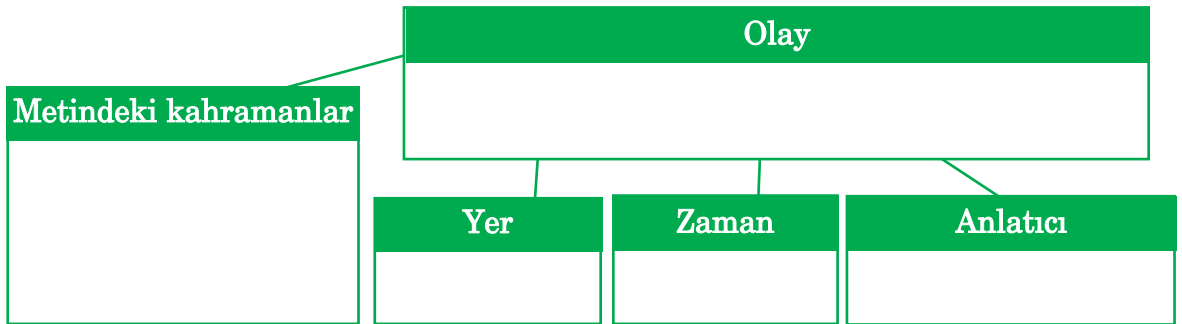 Olay
Metindeki kahramanlar
Yer
Zaman
Anlatıcı